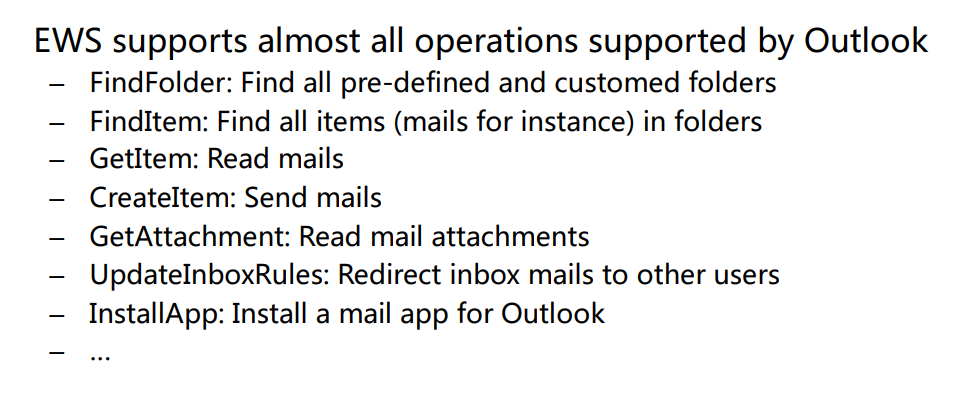 EWS supports almost all operations supported by Outlook
– FindFolder: Find all pre-defined and customed folders
– FindItem: Find all items (mails for instance) in folders
– GetItem: Read mails
– CreateItem: Send mails
– GetAttachment: Read mail attachments
– UpdateInboxRules: Redirect inbox mails to other users
– InstallApp: Install a mail app for Outlook
– ...